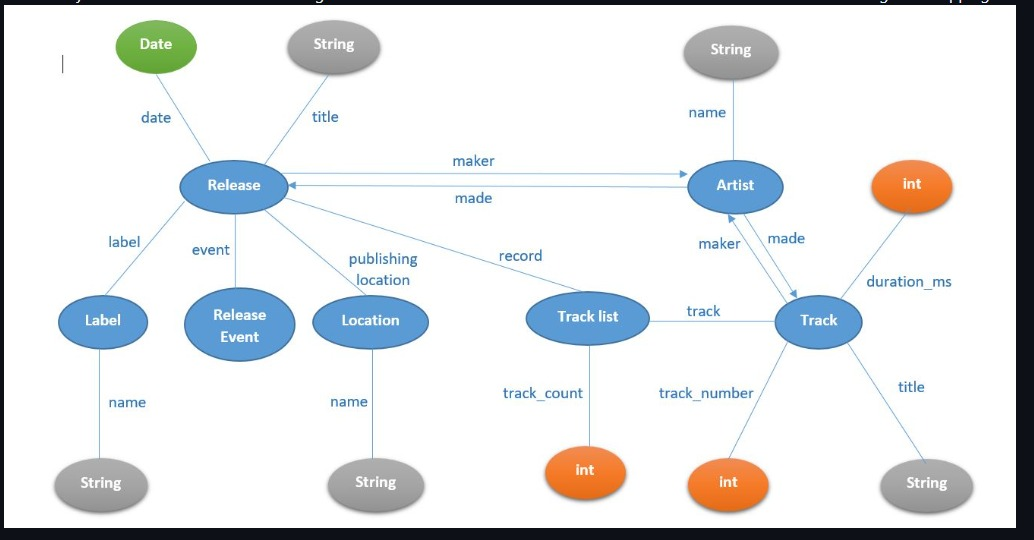 Date
String
String
date
title
name
maker
Release
Artist
int
made
label
event
maker
made
publishing
location
record
duration_ms
Label
Release
Event
Location
Track list
track
Track
name
name
track_count
track_number
title
String
String
int
int
String